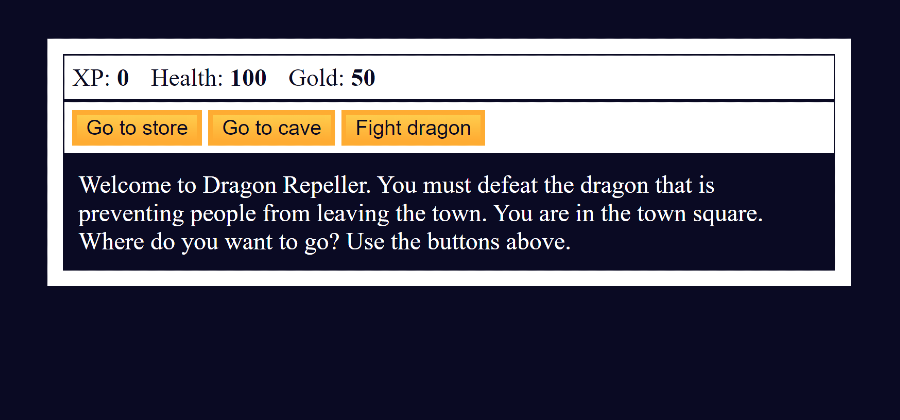 XP: 0 Health: 100 Gold: 50
Go to store Go to cave Fight dragon
Welcome to Dragon Repeller. You must defeat the dragon that is
preventing people from leaving the town. You are in the town square.
Where do you want to go? Use the buttons above.